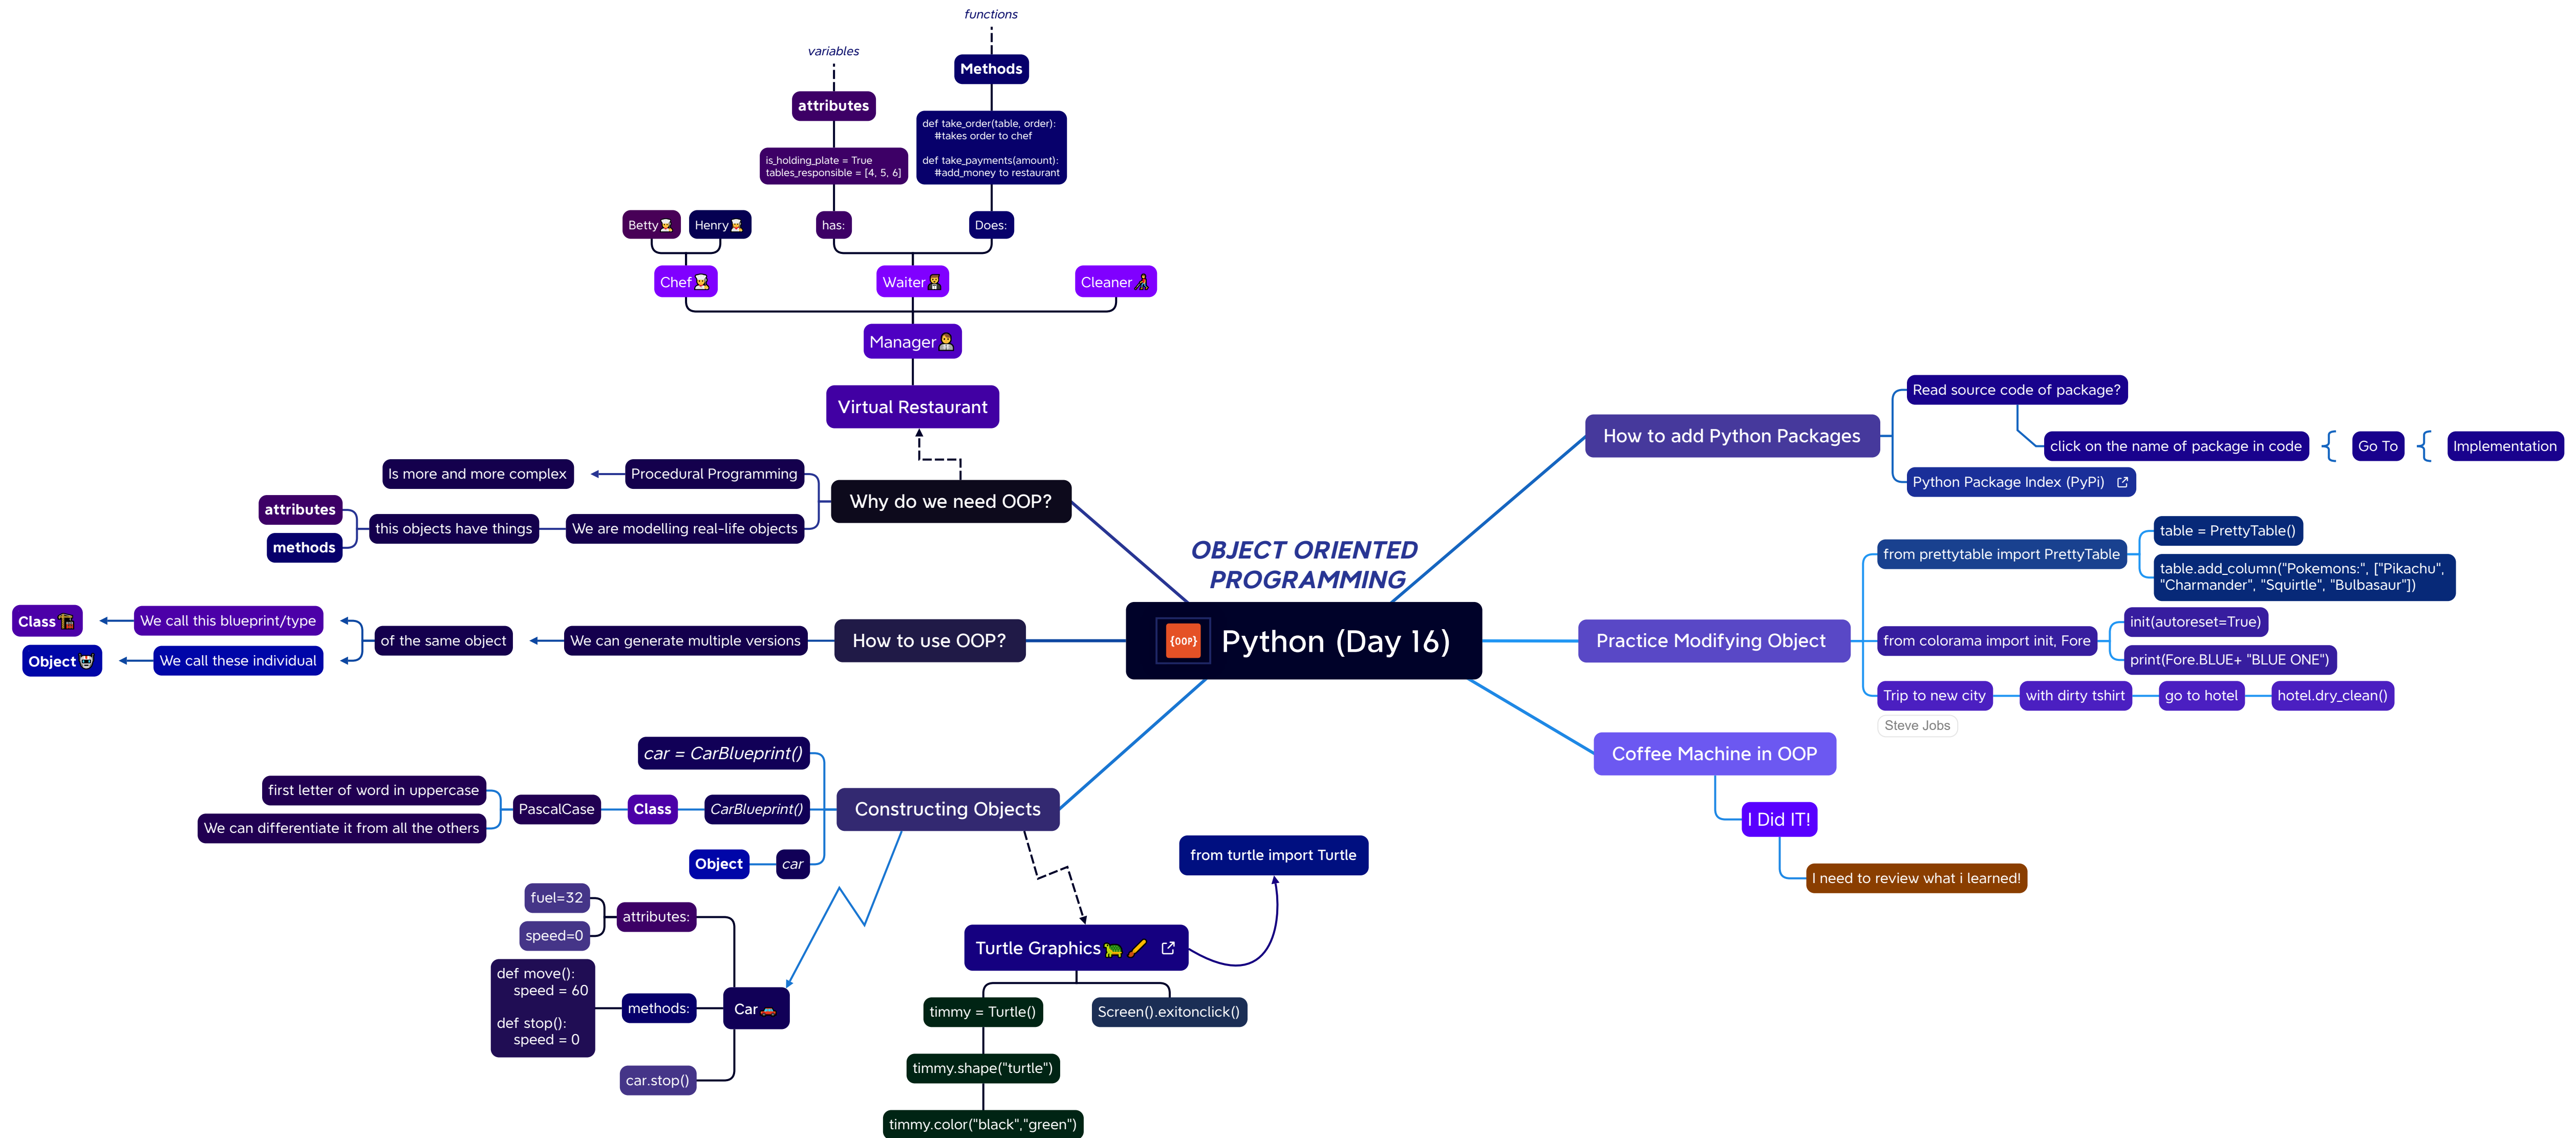 OBJECT ORIENTED
PROGRAMMING
{OOP}
Python (Day 16)
Why do we need OOP?
Procedural Programming
Is more and more complex
We are modelling real-life objects
this objects have things
attributes
methods
Virtual Restaurant
Manager
Chef
Betty
Henry
Waiter
has:
is_holding_plate = True
tables_responsible = [4, 5, 6]
attributes
variables
Does:
def take_order(table, order):
#takes order to chef
def take_payments(amount):
#add_money to restaurant
Methods
functions
Cleaner
How to use OOP?
We can generate multiple versions
of the same object
We call this blueprint/type
Class
We call these individual
Object
Constructing Objects
car = CarBlueprint()
CarBlueprint()
Class
PascalCase
first letter of word in uppercase
We can differentiate it from all the others
car
Object
Car
attributes:
fuel=32
speed=0
methods:
def move():
speed = 60
def stop():
speed = 0
car.stop()
Turtle Graphics
from turtle import Turtle
timmy = Turtle()
timmy.shape("turtle")
timmy.color("black","green")
Screen().exitonclick()
How to add Python Packages
Read source code of package?
click on the name of package in code
Go To
Implementation
Python Package Index (PyPi)
Practice Modifying Object
from prettytable import PrettyTable
table = PrettyTable()
table.add_column("Pokemons:", ["Pikachu",
"Charmander", "Squirtle", "Bulbasaur"])
from colorama import init, Fore
init(autoreset=True)
print(Fore.BLUE+ "BLUE ONE")
Trip to new city
with dirty tshirt
go to hotel
hotel.dry_clean()
Steve Jobs
Coffee Machine in OOP
I Did IT!
I need to review what i learned!